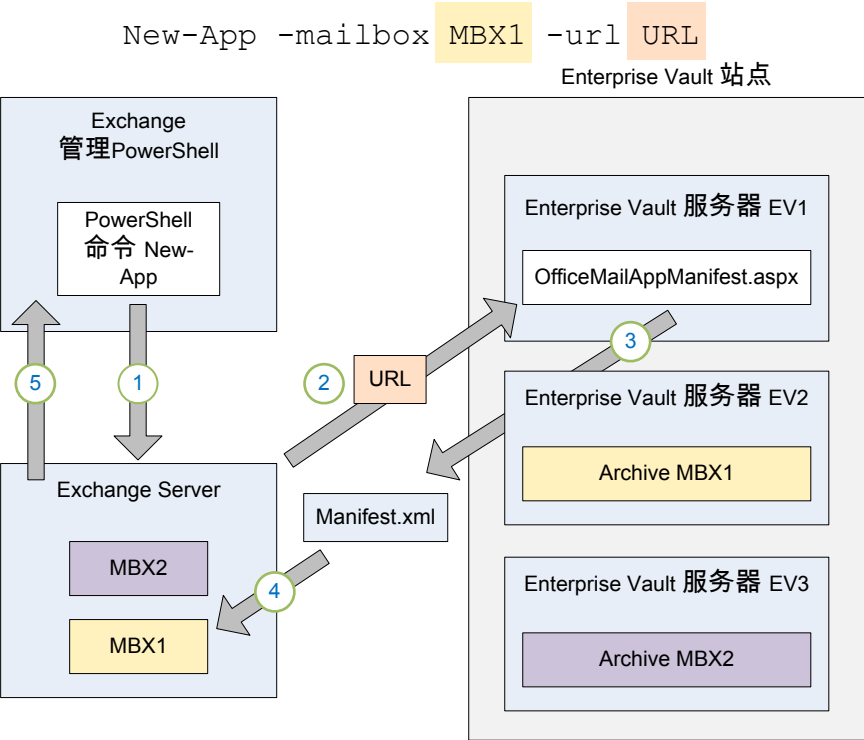 New-App -mailbox MBX1 -url URL
Enterprise Vault 站点
Exchange
管理PowerShell
PowerShell
命令 New-
App
Enterprise Vault 服务器 EV1
OfficeMailAppManifest.aspx
5
1
2
URL
3
Enterprise Vault 服务器 EV2
Archive MBX1
Exchange Server
MBX2
MBX1
Manifest.xml
4
Enterprise Vault 服务器 EV3
Archive MBX2